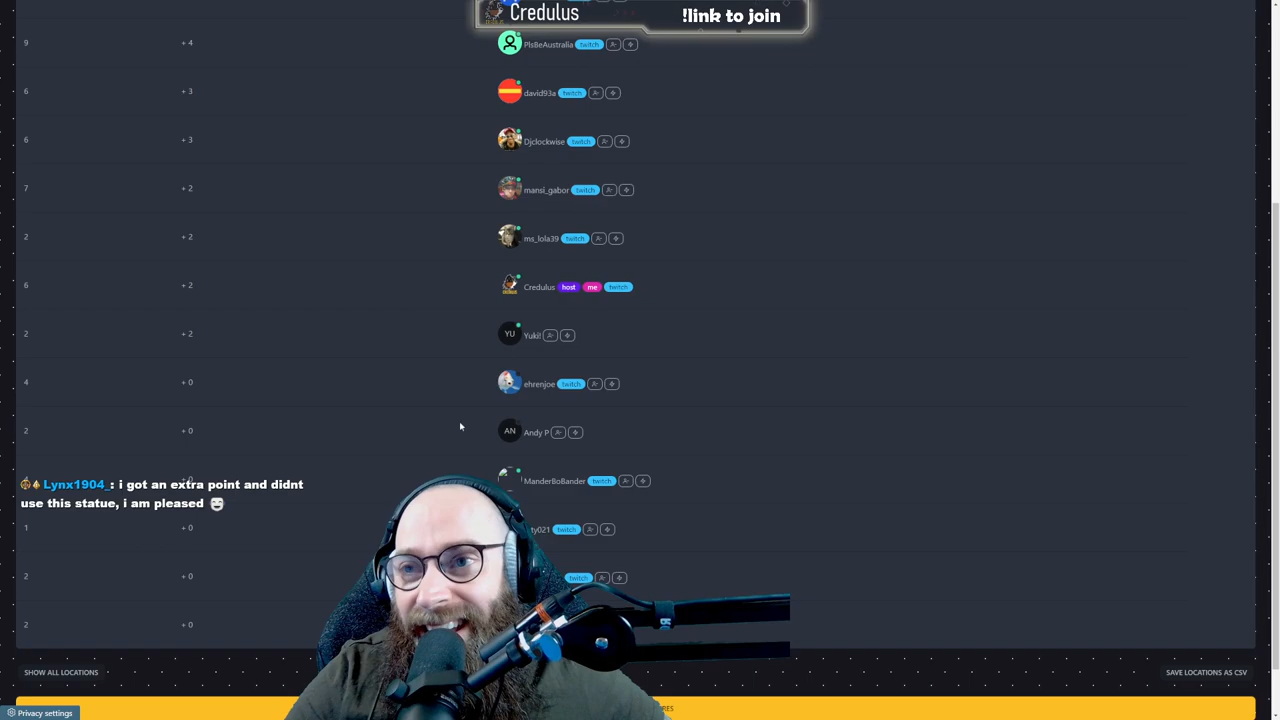 Credulus
!link to join
9 + 4 PlsBeAustralia twitch
6 + 3 david93a twitch
6 + 3 Djclockwise twitch
7 + 2 mansi_gabor twitch
2 + 2 ms_lola39 twitch
6 + 2 Credulus host me twitch
2 + 2 YU Yuki!
4 + 0 ehrenjoe twitch
2 + 0 AN Andy P
ManderBoBander twitch
Lynx1904_: i got an extra point and didnt
use this statue, i am pleased
1 + 0 twitch
2 + 0 twitch
2 + 0
SHOW ALL LOCATIONS
SAVE LOCATIONS AS CSV
Privacy settings